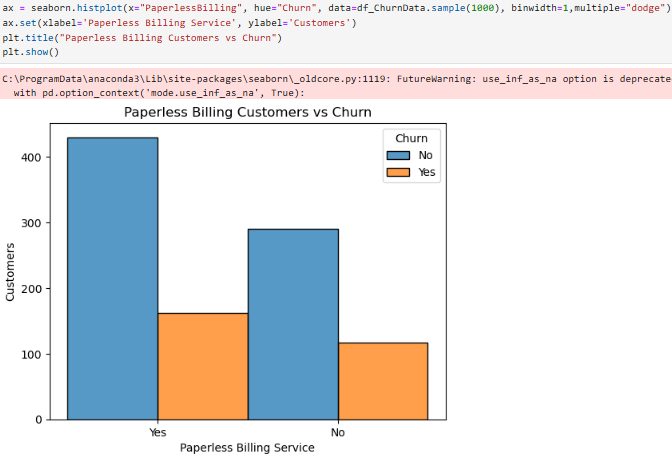 ax = seaborn.histplot(x="PaperlessBilling", hue="Churn", data=df_ChurnData.sample(1000), binwidth=1,multiple="dodge")
ax.set(xlabel='Paperless Billing Service', ylabel='Customers')
plt.title("Paperless Billing Customers vs Churn")
plt.show()
C:\ProgramData\anaconda3\Lib\site-packages\seaborn\_oldcore.py:1119: FutureWarning: use_inf_as_na option is deprecate
with pd.option_context('mode.use_inf_as_na', True):
Paperless Billing Customers vs Churn
Churn
No
Yes
400
300
200
100
0
Customers
Yes
No
Paperless Billing Service